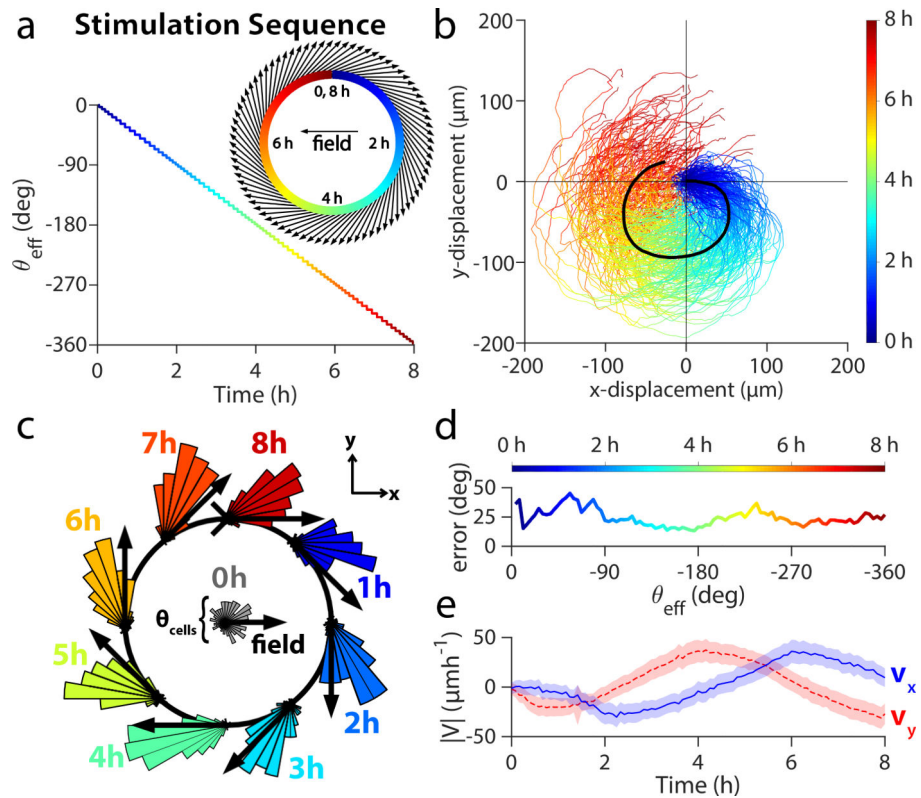 a
Stimulation Sequence
0
-90
-180
-270
-360
θeff (deg)
0 2 4 6 8
Time (h)
0, 8 h
6 h
field
2 h
4 h
b
200
100
0
-100
-200
y-displacement (µm)
-200 -100 0 100 200
x-displacement (µm)
8 h
6 h
4 h
2 h
0 h
c
7h
8h
y
x
6h
1h
0h
θcells
field
5h
2h
4h
3h
d
0 h 2 h 4 h 6 h 8 h
50
25
0
error (deg)
0 -90 -180 -270 -360
θeff (deg)
e
50
0
-50
|V| (µmh-1)
vx
vy
0 2 4 6 8
Time (h)